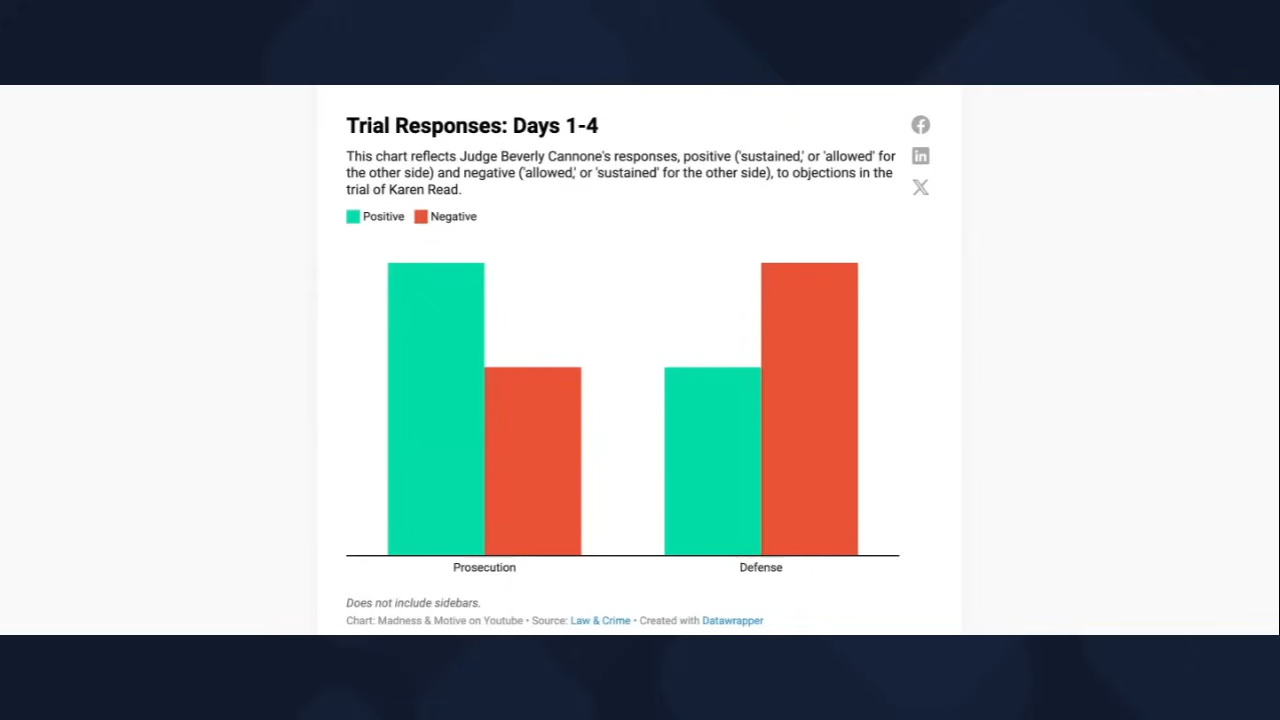 Trial Responses: Days 1-4
This chart reflects Judge Beverly Cannone's responses, positive ('sustained,' or 'allowed' for
the other side) and negative ('allowed,' or 'sustained' for the other side), to objections in the
trial of Karen Read.
Positive Negative
Prosecution Defense
Does not include sidebars.
Chart: Madness & Motive on Youtube • Source: Law & Crime • Created with Datawrapper